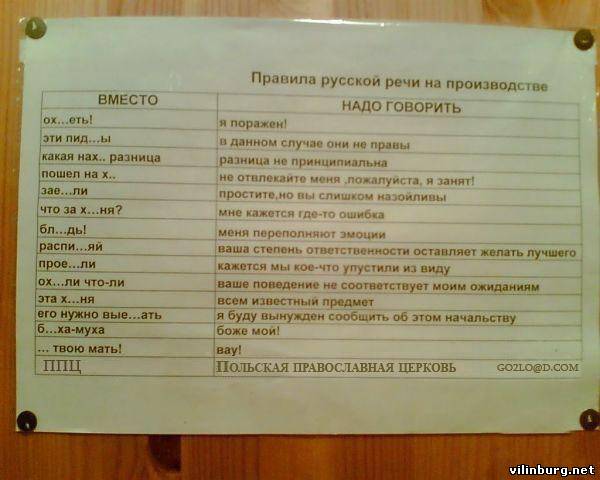 Правила русской речи на производстве
ВМЕСТО НАДО ГОВОРИТЬ
ох...еть! я поражен!
эти пид...ы в данном случае они не правы
какая нах.. разница разница не принципиальна
пошел на х.. не отвлекайте меня ,пожалуйста, я занят!
зае...ли простите,но вы слишком назойливы
что за х...ня? мне кажется где-то ошибка
бл...дь! меня переполняют эмоции
распи...яй ваша степень ответственности оставляет желать лучшего
прое...ли кажется мы кое-что упустили из виду
ох...ли что-ли ваше поведение не соответствует моим ожиданиям
эта х...ня всем известный предмет
его нужно вые...ать я буду вынужден сообщить об этом начальству
б...ха-муха боже мой!
... твою мать! вау!
ППЦ ПОЛЬСКАЯ ПРАВОСЛАВНАЯ ЦЕРКОВЬ GO2LO@D.COM
vilinburg.net